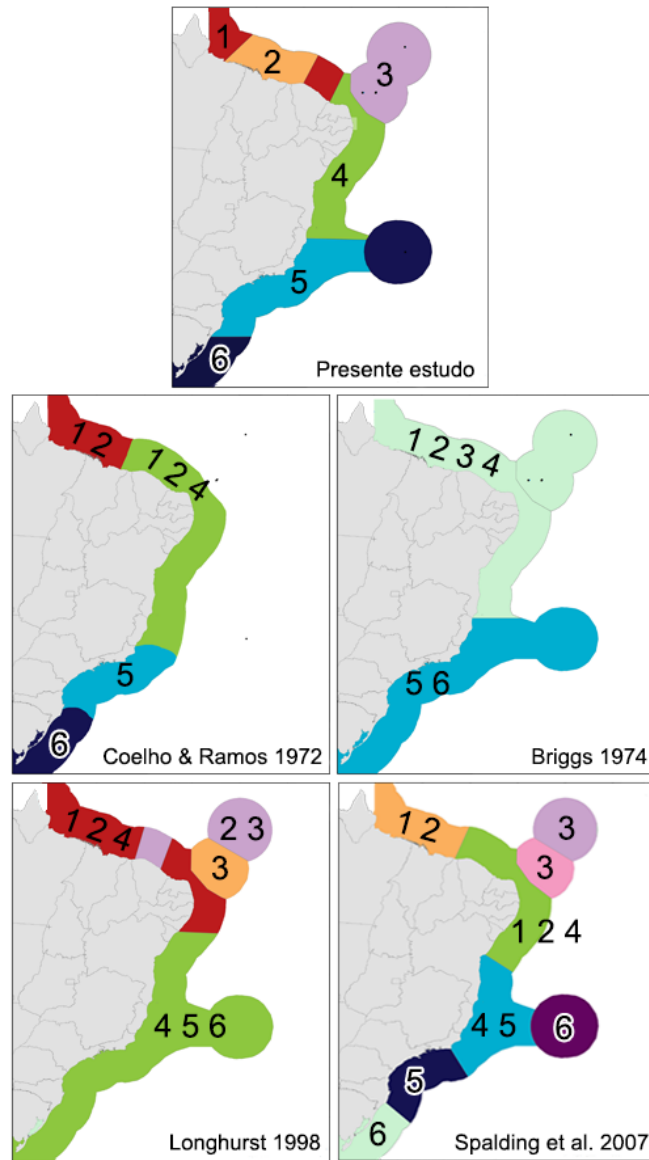 1
2
3
4
5
6
Presente estudo
1 2
1 2 4
5
6
Coelho & Ramos 1972
1 2 3 4
5 6
Briggs 1974
1 2 4
2 3
3
4 5 6
Longhurst 1998
1 2
3
3
1 2 4
4 5
6
5
6
Spalding et al. 2007